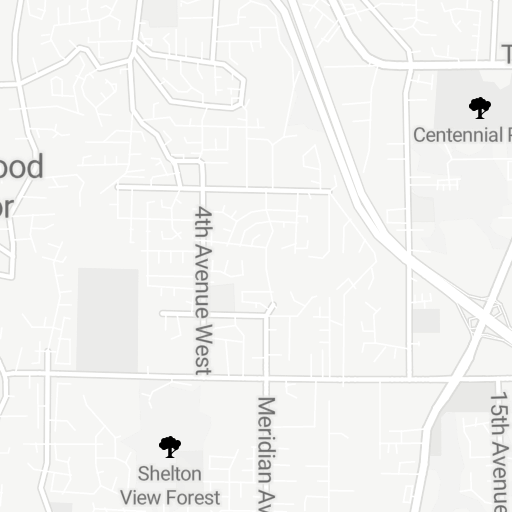 T
Centennial P
ood
or
4th Avenue West
Meridian Av
15th Avenue
Shelton
View Forest